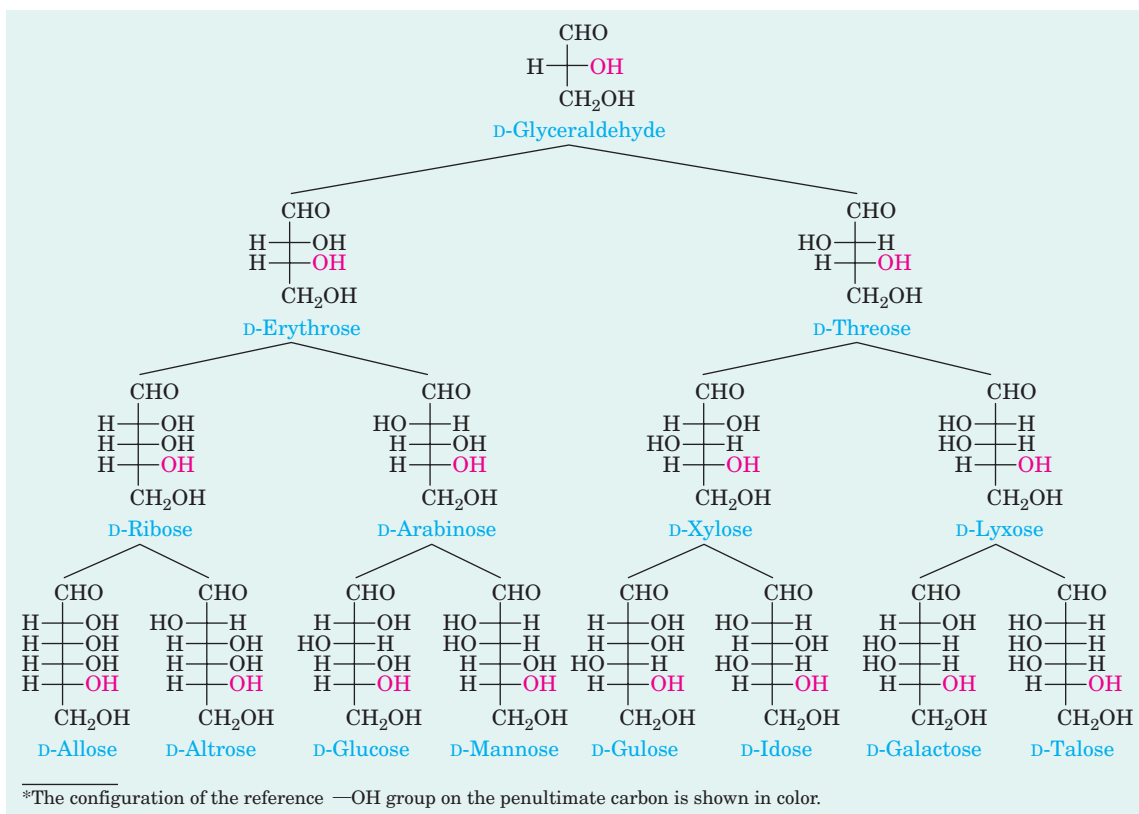 CHO
H OH
CH₂OH
D-Glyceraldehyde
CHO CHO
H OH HO H
H OH H OH
CH₂OH CH₂OH
D-Erythrose D-Threose
CHO CHO CHO CHO
H OH HO H H OH HO H
H OH H OH HO H HO H
H OH H OH H OH H OH
CH₂OH CH₂OH CH₂OH CH₂OH
D-Ribose D-Arabinose D-Xylose D-Lyxose
CHO CHO CHO CHO CHO CHO CHO CHO
H OH HO H H OH HO H H OH HO H H OH HO H
H OH H OH HO H HO H H OH H OH HO H HO H
H OH H OH H OH H OH HO H HO H HO H HO H
H OH H OH H OH H OH H OH H OH H OH H OH
CH₂OH CH₂OH CH₂OH CH₂OH CH₂OH CH₂OH CH₂OH CH₂OH
D-Allose D-Altrose D-Glucose D-Mannose D-Gulose D-Idose D-Galactose D-Talose
*The configuration of the reference —OH group on the penultimate carbon is shown in color.